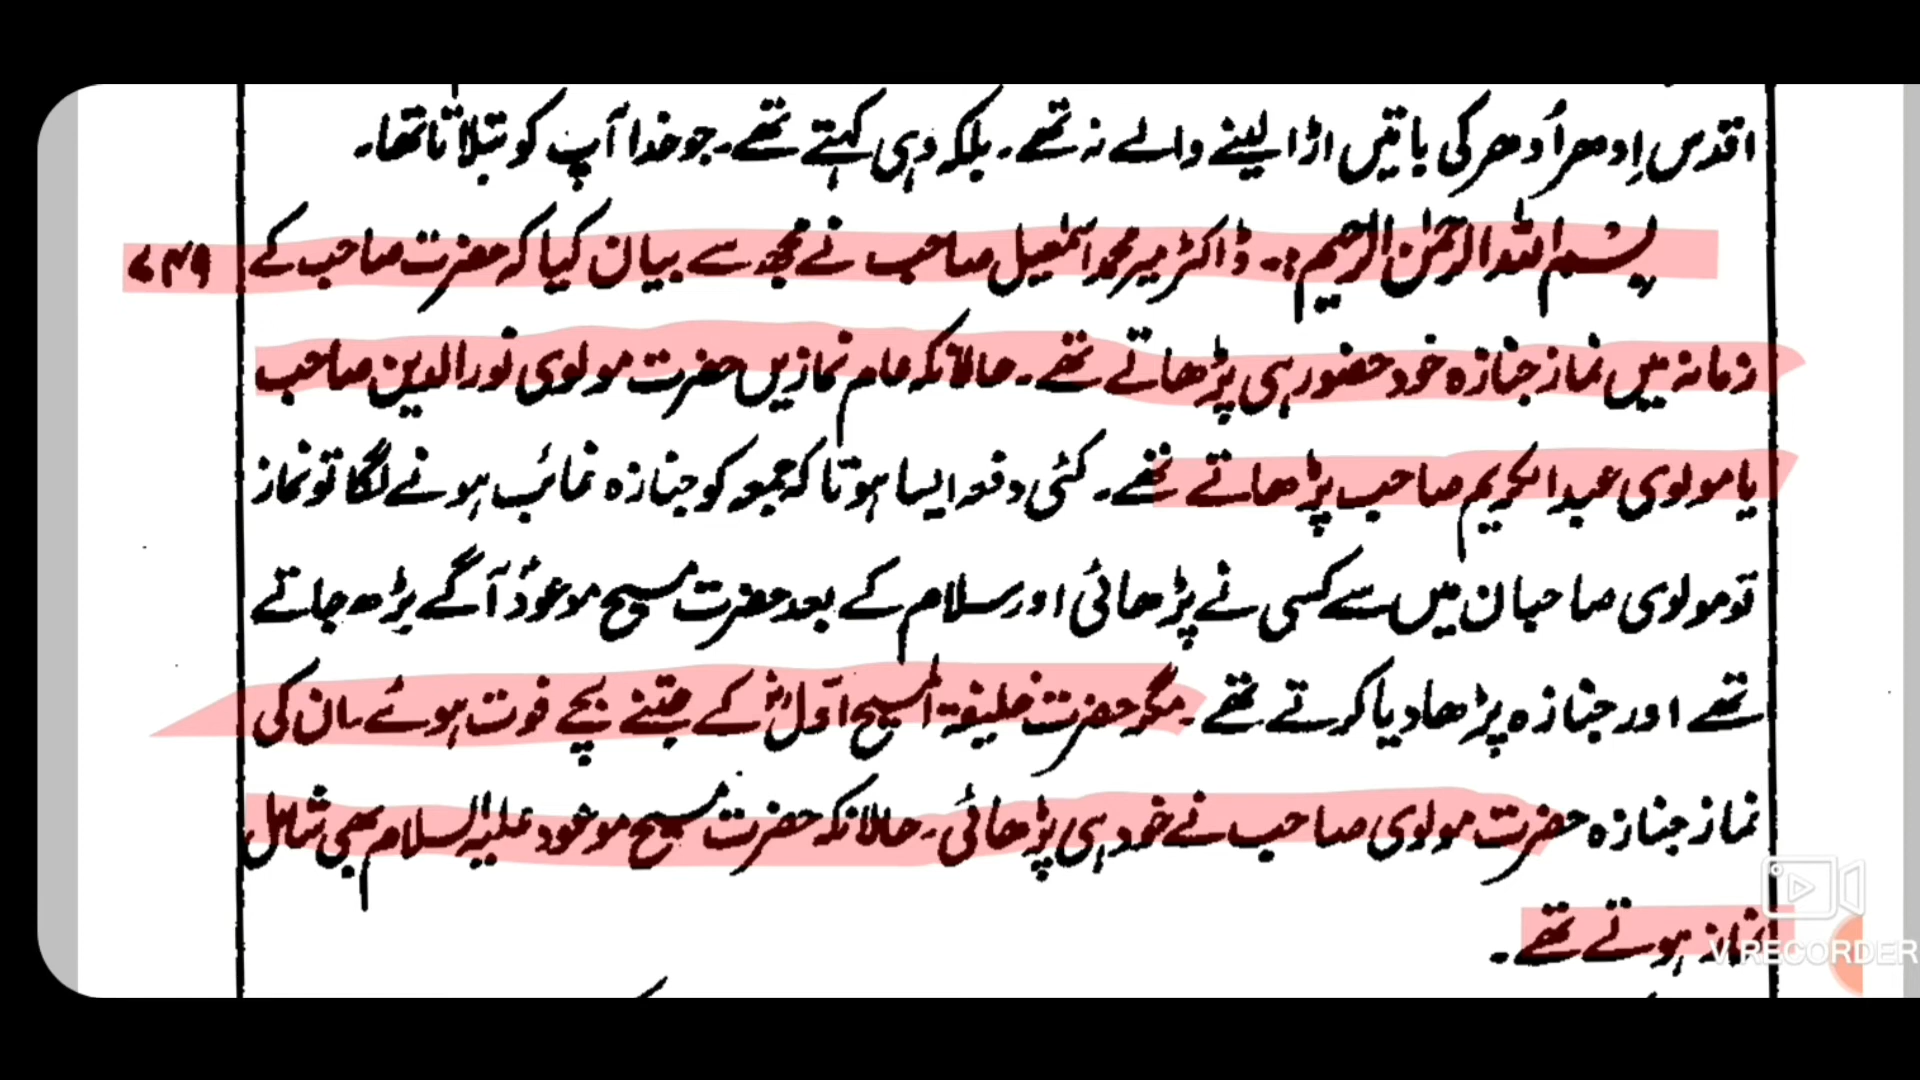 اقدس اِدھر اُدھر کی باتیں اڑا لینے والے نہ تھے۔ بلکہ وہی کہتے تھے۔ جو خدا آپ کو بتلاتا تھا۔
بسم اللہ الرحمٰن الرحیم:۔ ڈاکٹر میر محمد اسمٰعیل صاحب نے مجھ سے بیان کیا کہ حضرت صاحب کے ۷۴۹
زمانہ میں نماز جنازہ خود حضور ہی پڑھاتے تھے۔ حالانکہ عام نمازیں حضرت مولوی نورالدین صاحب
یا مولوی عبدالکریم صاحب پڑھاتے تھے۔ کئی دفعہ ایسا ہوتا کہ جمعہ کو جنازہ غائب ہونے لگا تو نماز
تو مولوی صاحبان میں سے کسی نے پڑھائی اور سلام کے بعد حضرت مسیح موعودؑ آگے بڑھ جاتے
تھے اور جنازہ پڑھا دیا کرتے تھے۔ مگر حضرت خلیفۃ المسیح اوّلؓ کے جتنے بچے فوت ہوئے۔ ان کی
نماز جنازہ حضرت مولوی صاحب نے خود ہی پڑھائی۔ حالانکہ حضرت مسیح موعود علیہ السلام بھی شامل
نماز ہوتے تھے۔
V RECORDER